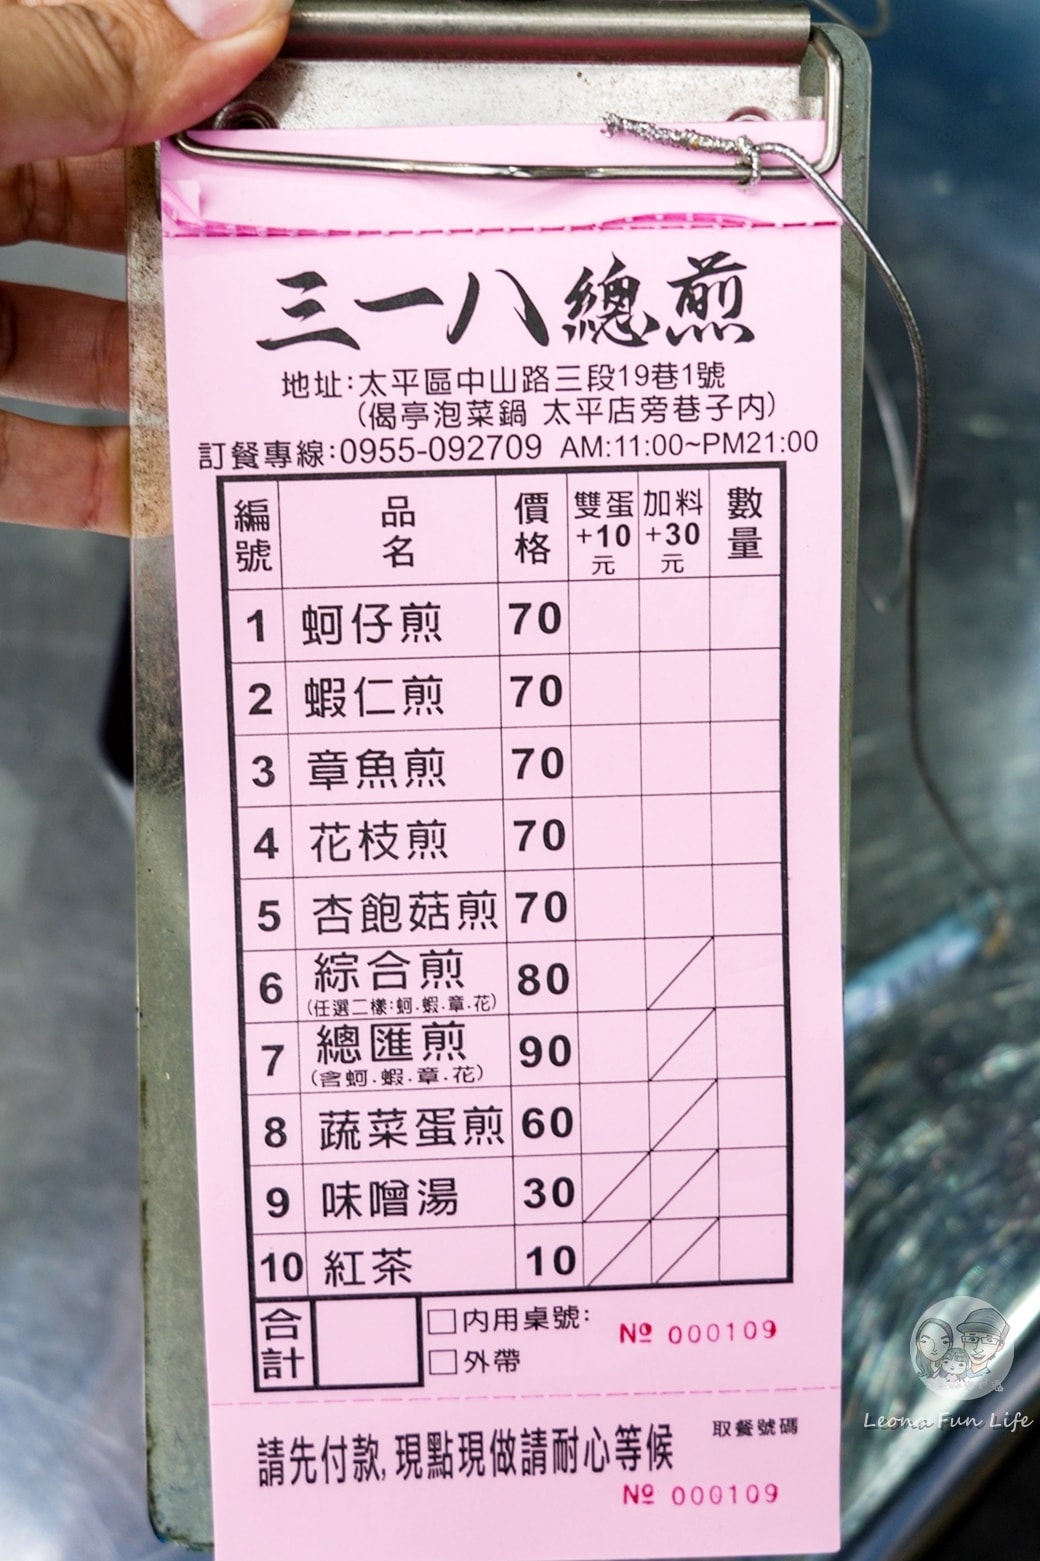 三一八總煎
地址:太平區中山路三段19巷1號
(偈亭泡菜鍋 太平店旁巷子內)
訂餐專線:0955-092709 AM:11:00~PM21:00
編號 品名 價格 雙蛋+10元 加料+30元 數量
1 蚵仔煎 70
2 蝦仁煎 70
3 章魚煎 70
4 花枝煎 70
5 杏飽菇煎 70
6 綜合煎 80
(任選二樣:蚵.蝦.章.花)
7 總匯煎 90
(含蚵.蝦.章.花)
8 蔬菜蛋煎 60
9 味噌湯 30
10 紅茶 10
合計 □內用桌號: № 000109
□外帶
取餐號碼
請先付款,現點現做請耐心等候
№ 000109
Leona Fun Life